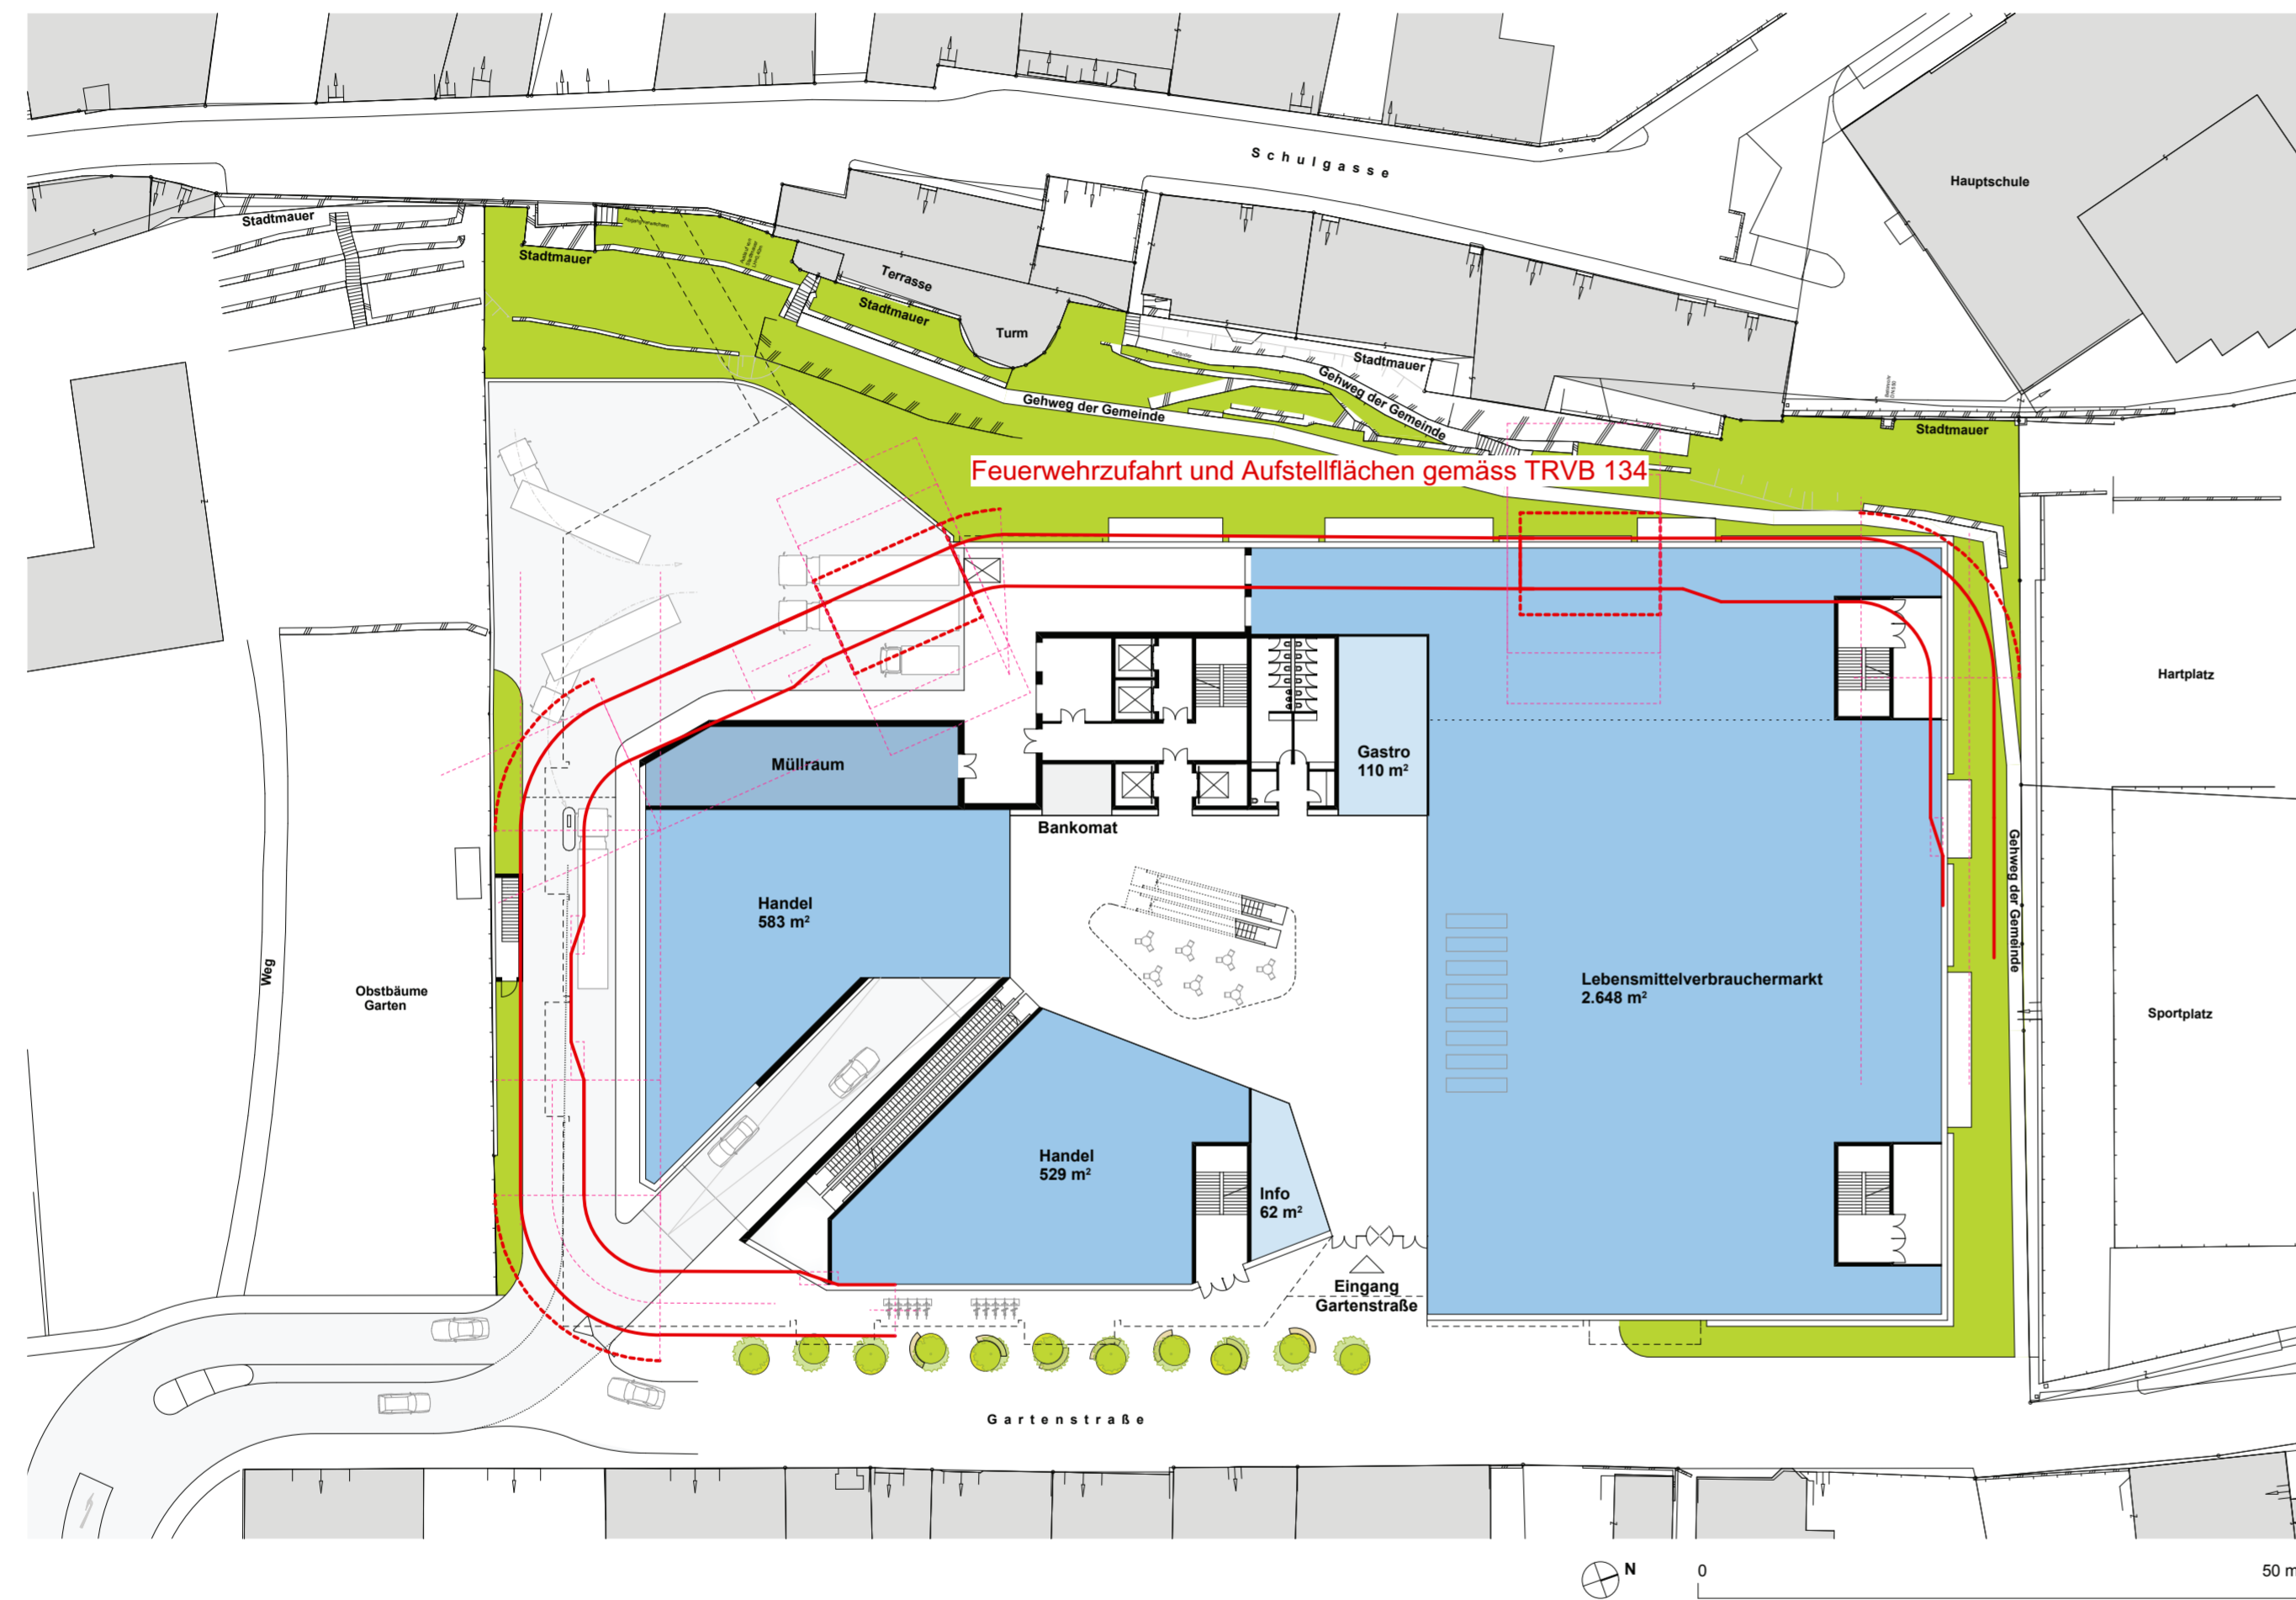 Schulgasse
Hauptschule
Stadtmauer
Stadtmauer
Terrasse
Stadtmauer
Turm
Stadtmauer
Gehweg der Gemeinde
Gehweg der Gemeinde
Stadtmauer
Feuerwehrzufahrt und Aufstellflächen gemäss TRVB 134
Hartplatz
Müllraum
Gastro
110 m²
Bankomat
Gehweg der Gemeinde
Handel
583 m²
Weg
Obstbäume
Garten
Lebensmittelverbrauchermarkt
2.648 m²
Sportplatz
Handel
529 m²
Info
62 m²
Eingang
Gartenstraße
Gartenstraße
N
0
50 m